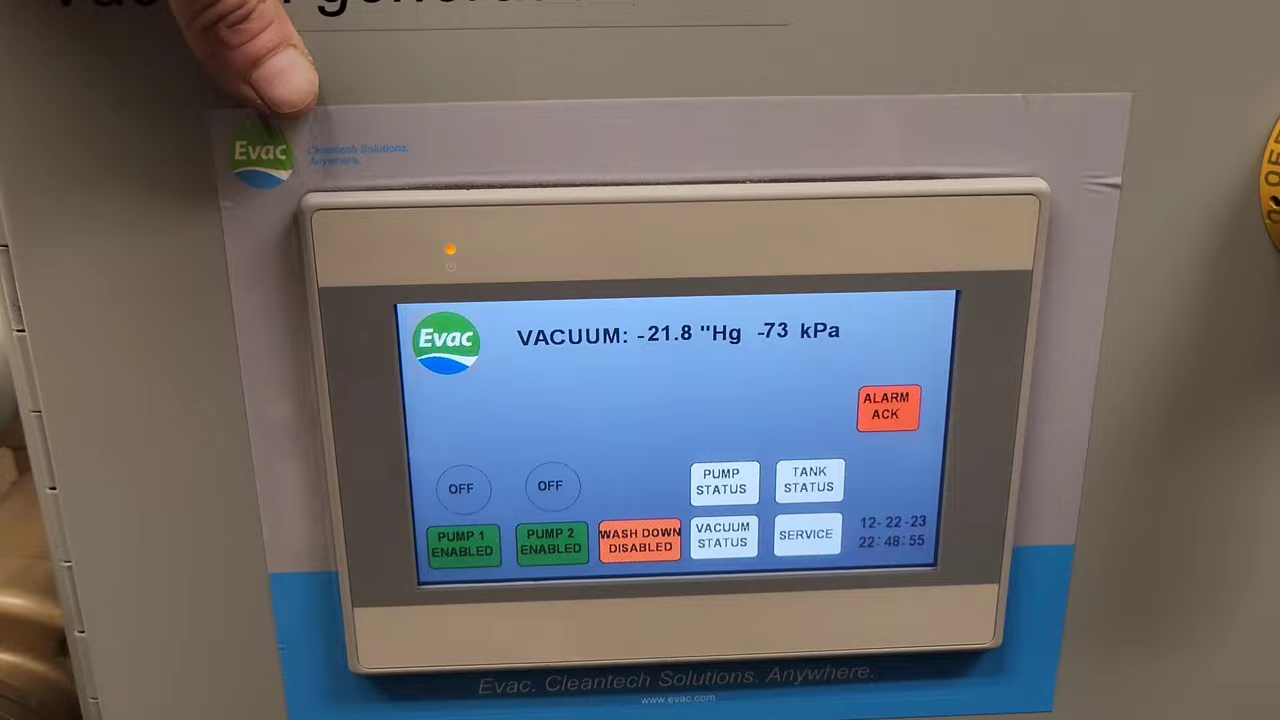 Evac
Cleantech Solutions.
Anywhere.
Evac
VACUUM: -21.8 "Hg -73 kPa
ALARM
ACK
OFF
OFF
PUMP
STATUS
TANK
STATUS
PUMP 1
ENABLED
PUMP 2
ENABLED
WASH DOWN
DISABLED
VACUUM
STATUS
SERVICE
12-22-23
22:48:55
Evac. Cleantech Solutions. Anywhere.
www.evac.com